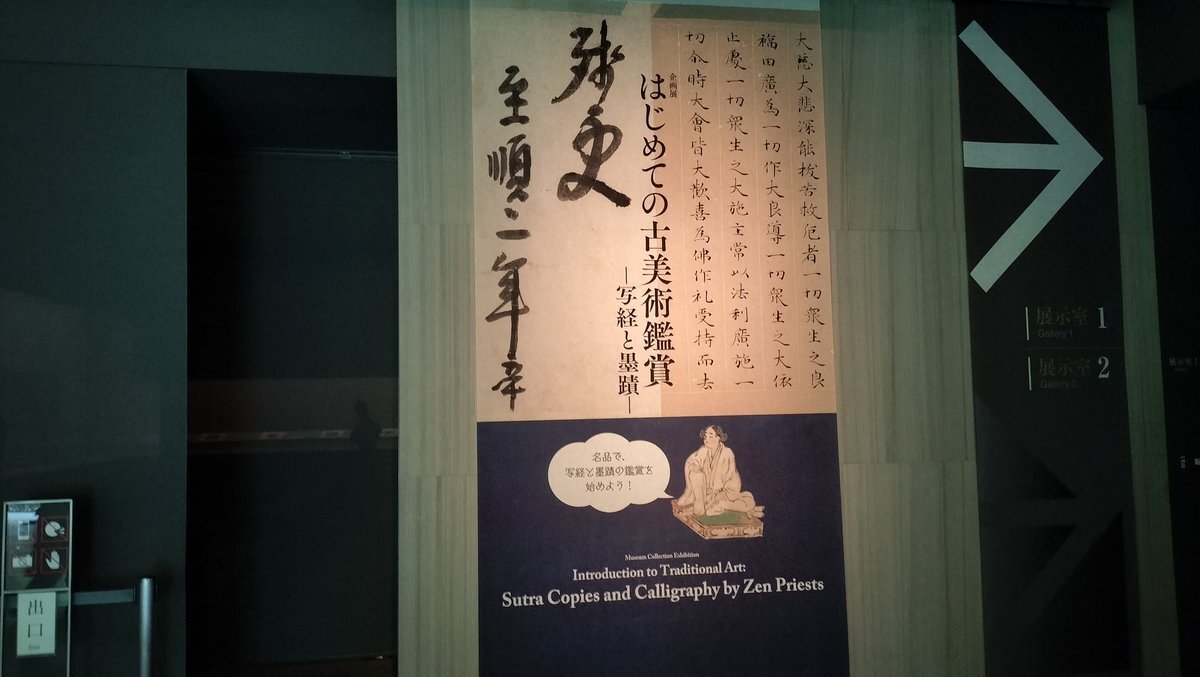 大慈大悲深能拔苦救厄者一切衆生之良
福田廣為一切作大良導一切衆生之大依
止處一切衆生之大施主常以法利廣施一
切尒時大會皆大歡喜為佛作礼受持而去
企画展
はじめての古美術鑑賞
―写経と墨蹟―
至順二年辛
名品で、
写経と墨蹟の鑑賞を
始めよう！
Museum Collection Exhibition
Introduction to Traditional Art:
Sutra Copies and Calligraphy by Zen Priests
展示室 1
Gallery 1
展示室 2
Gallery 2
出口
Exit